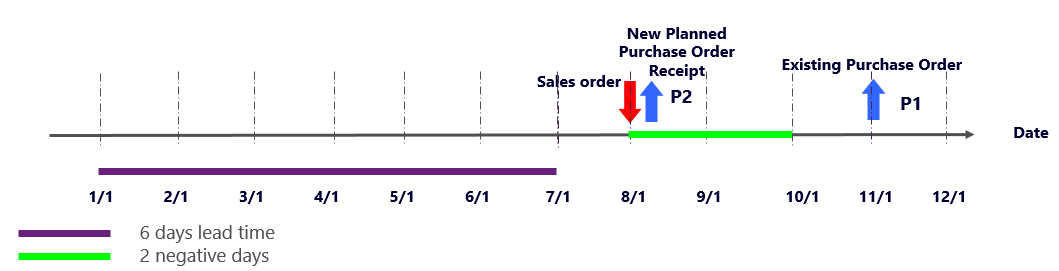 New Planned
Purchase Order
Receipt
Sales order
P2
Existing Purchase Order
P1
Date
1/1 2/1 3/1 4/1 5/1 6/1 7/1 8/1 9/1 10/1 11/1 12/1
6 days lead time
2 negative days